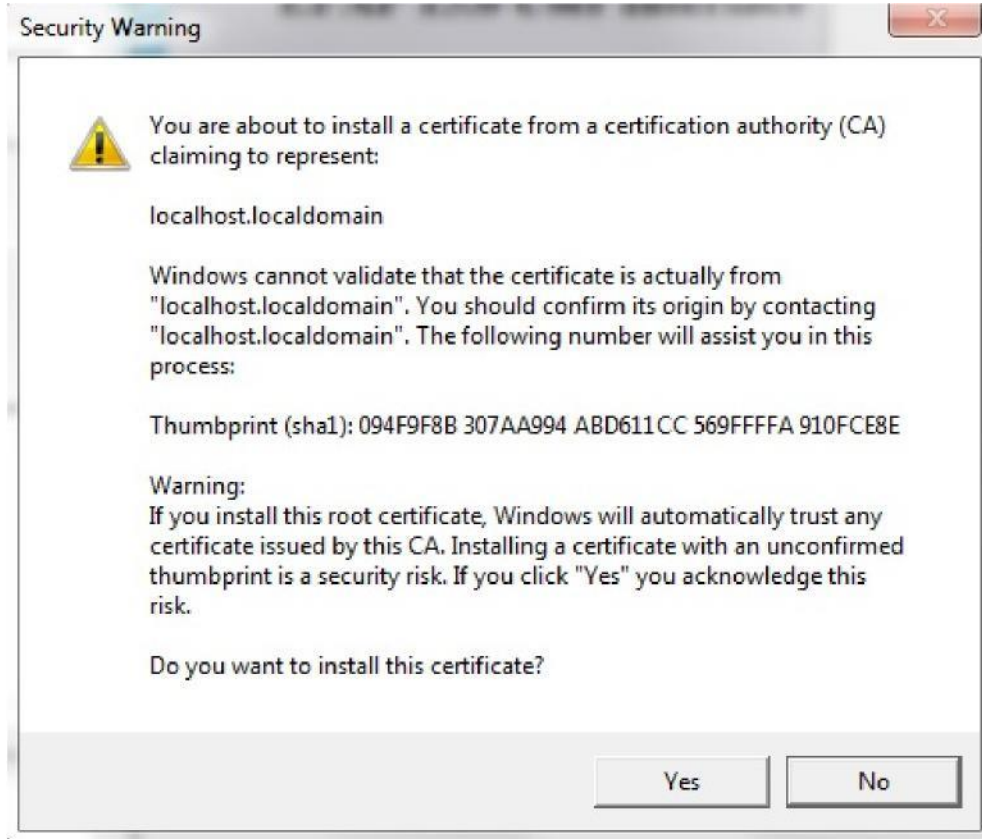 Security Warning
You are about to install a certificate from a certification authority (CA)
claiming to represent:
localhost.localdomain
Windows cannot validate that the certificate is actually from
"localhost.localdomain". You should confirm its origin by contacting
"localhost.localdomain". The following number will assist you in this
process:
Thumbprint (sha1): 094F9F8B 307AA994 ABD611CC 569FFFFA 910FCE8E
Warning:
If you install this root certificate, Windows will automatically trust any
certificate issued by this CA. Installing a certificate with an unconfirmed
thumbprint is a security risk. If you click "Yes" you acknowledge this
risk.
Do you want to install this certificate?
Yes
No